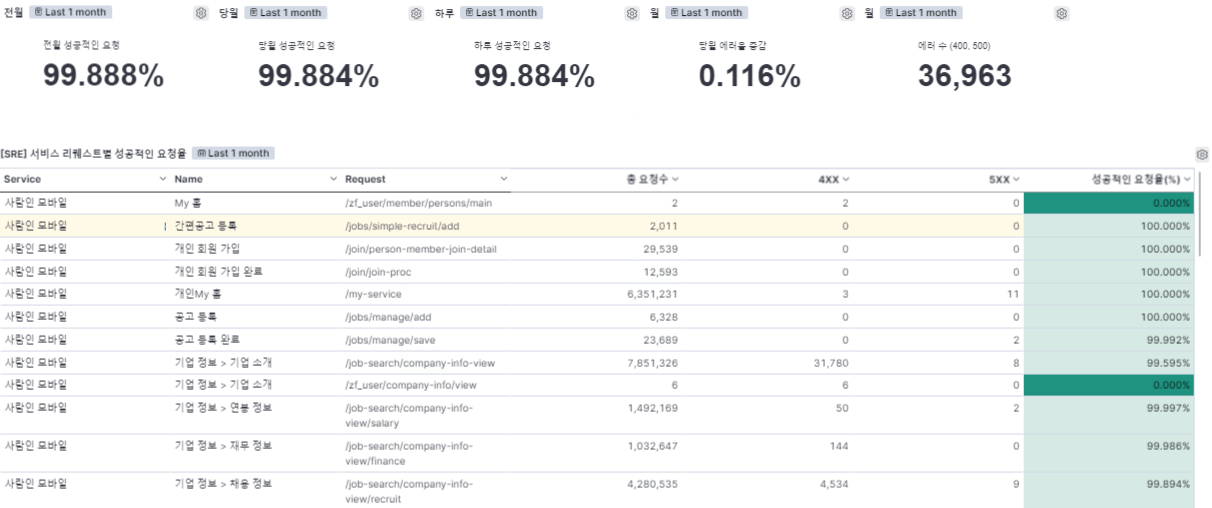 전월 Last 1 month 당월 Last 1 month 하루 Last 1 month 월 Last 1 month 월 Last 1 month
전월 성공적인 요청 당월 성공적인 요청 하루 성공적인 요청 당월 에러율 증감 에러 수 (400, 500)
99.888% 99.884% 99.884% 0.116% 36,963
[SRE] 서비스 리퀘스트별 성공적인 요청율 Last 1 month
Service Name Request 총 요청수 4XX 5XX 성공적인 요청율(%)
사람인 모바일 My 홈 /zf_user/member/persons/main 2 2 0 0.000%
사람인 모바일 간편공고 등록 /jobs/simple-recruit/add 2,011 0 0 100.000%
사람인 모바일 개인 회원 가입 /join/person-member-join-detail 29,539 0 0 100.000%
사람인 모바일 개인 회원 가입 완료 /join/join-proc 12,593 0 0 100.000%
사람인 모바일 개인My 홈 /my-service 6,351,231 3 11 100.000%
사람인 모바일 공고 등록 /jobs/manage/add 6,328 0 0 100.000%
사람인 모바일 공고 등록 완료 /jobs/manage/save 23,689 0 2 99.992%
사람인 모바일 기업 정보 > 기업 소개 /job-search/company-info-view 7,851,326 31,780 8 99.595%
사람인 모바일 기업 정보 > 기업 소개 /zf_user/company-info/view 6 6 0 0.000%
사람인 모바일 기업 정보 > 연봉 정보 /job-search/company-info- 1,492,169 50 2 99.997%
view/salary
사람인 모바일 기업 정보 > 재무 정보 /job-search/company-info- 1,032,647 144 0 99.986%
view/finance
사람인 모바일 기업 정보 > 채용 정보 /job-search/company-info- 4,280,535 4,534 9 99.894%
view/recruit